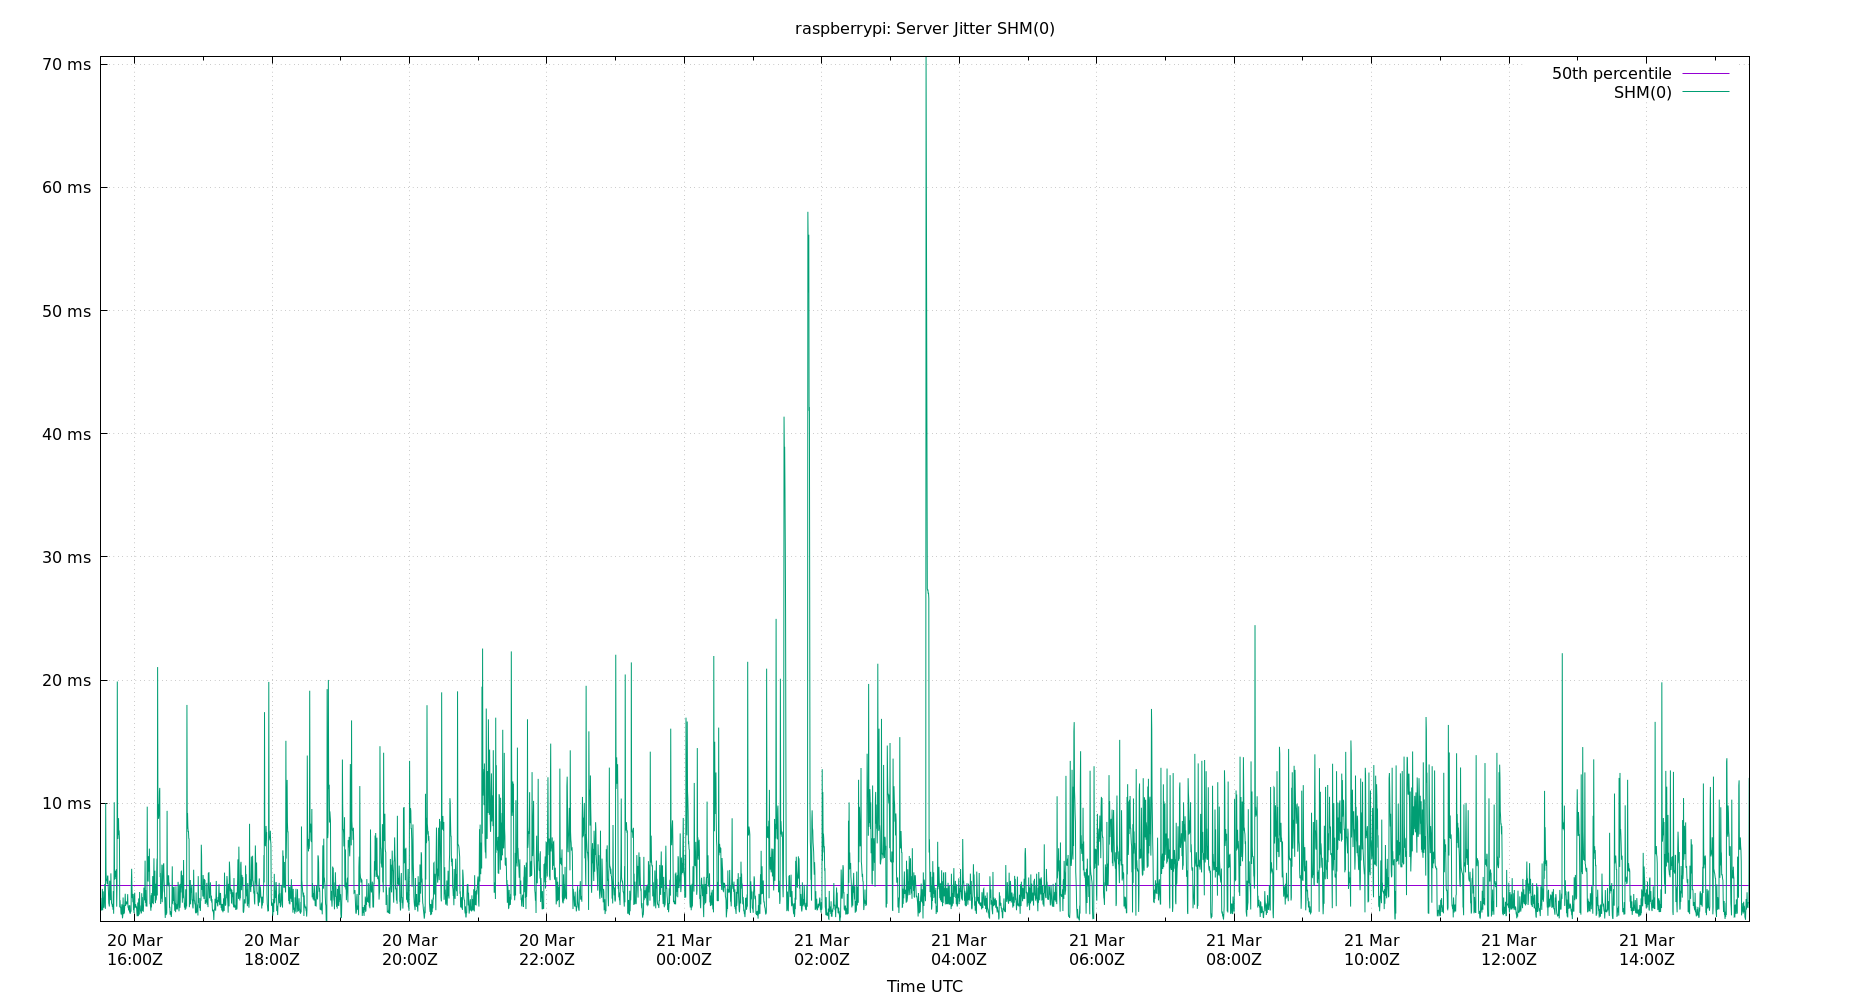 raspberrypi: Server Jitter SHM(0)
70 ms
60 ms
50 ms
40 ms
30 ms
20 ms
10 ms
50th percentile
SHM(0)
20 Mar 20 Mar 20 Mar 20 Mar 21 Mar 21 Mar 21 Mar 21 Mar 21 Mar 21 Mar 21 Mar 21 Mar
16:00Z 18:00Z 20:00Z 22:00Z 00:00Z 02:00Z 04:00Z 06:00Z 08:00Z 10:00Z 12:00Z 14:00Z
Time UTC